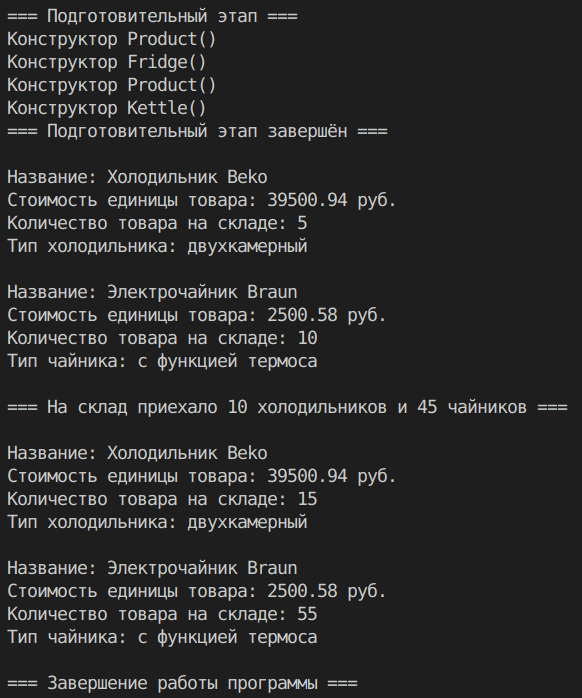 === Подготовительный этап ===
Конструктор Product()
Конструктор Fridge()
Конструктор Product()
Конструктор Kettle()
=== Подготовительный этап завершён ===
Название: Холодильник Beko
Стоимость единицы товара: 39500.94 руб.
Количество товара на складе: 5
Тип холодильника: двухкамерный
Название: Электрочайник Braun
Стоимость единицы товара: 2500.58 руб.
Количество товара на складе: 10
Тип чайника: с функцией термоса
=== На склад приехало 10 холодильников и 45 чайников ===
Название: Холодильник Beko
Стоимость единицы товара: 39500.94 руб.
Количество товара на складе: 15
Тип холодильника: двухкамерный
Название: Электрочайник Braun
Стоимость единицы товара: 2500.58 руб.
Количество товара на складе: 55
Тип чайника: с функцией термоса
=== Завершение работы программы ===